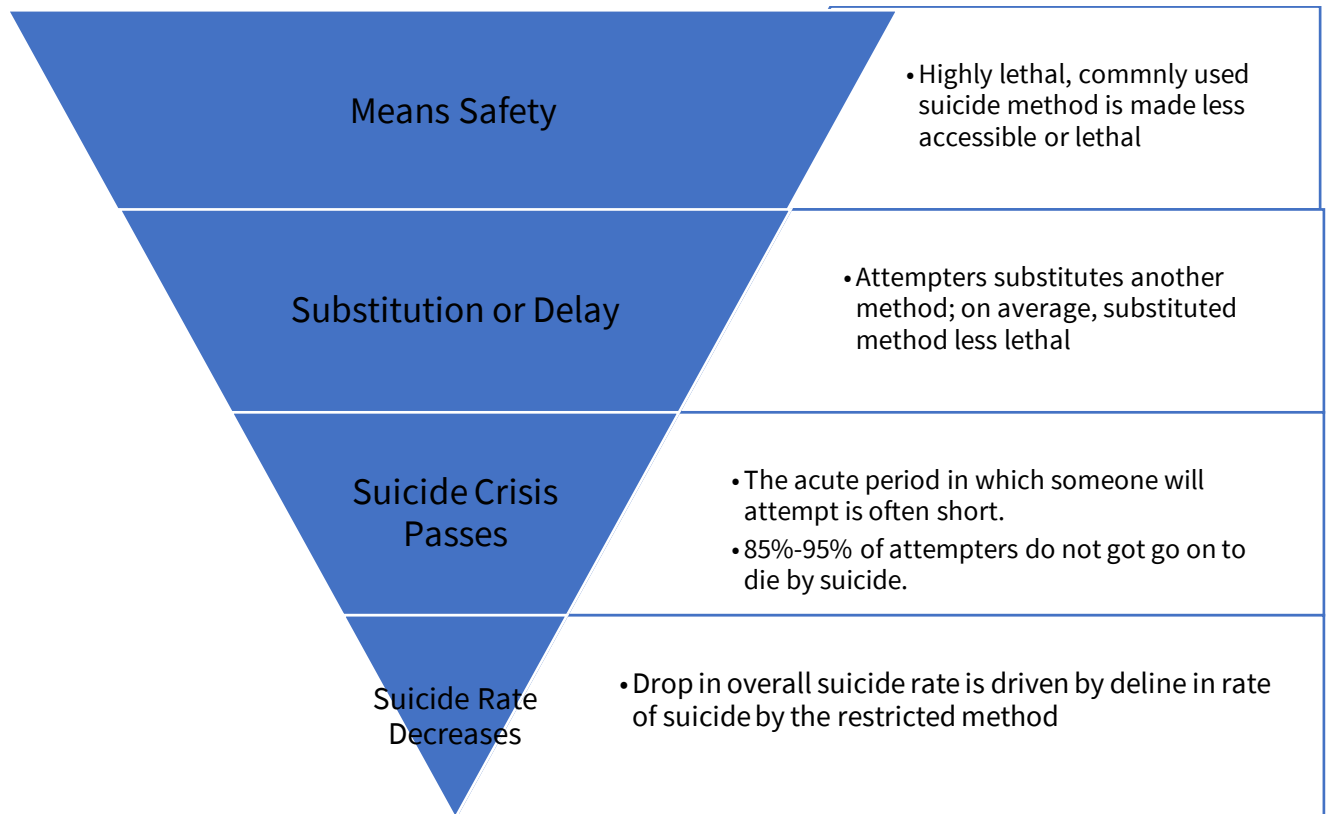 Means Safety
• Highly lethal, commnly used
suicide method is made less
accessible or lethal
Substitution or Delay
• Attempters substitutes another
method; on average, substituted
method less lethal
Suicide Crisis
Passes
• The acute period in which someone will
attempt is often short.
• 85%-95% of attempters do not got go on to
die by suicide.
Suicide Rate
Decreases
• Drop in overall suicide rate is driven by deline in rate
of suicide by the restricted method